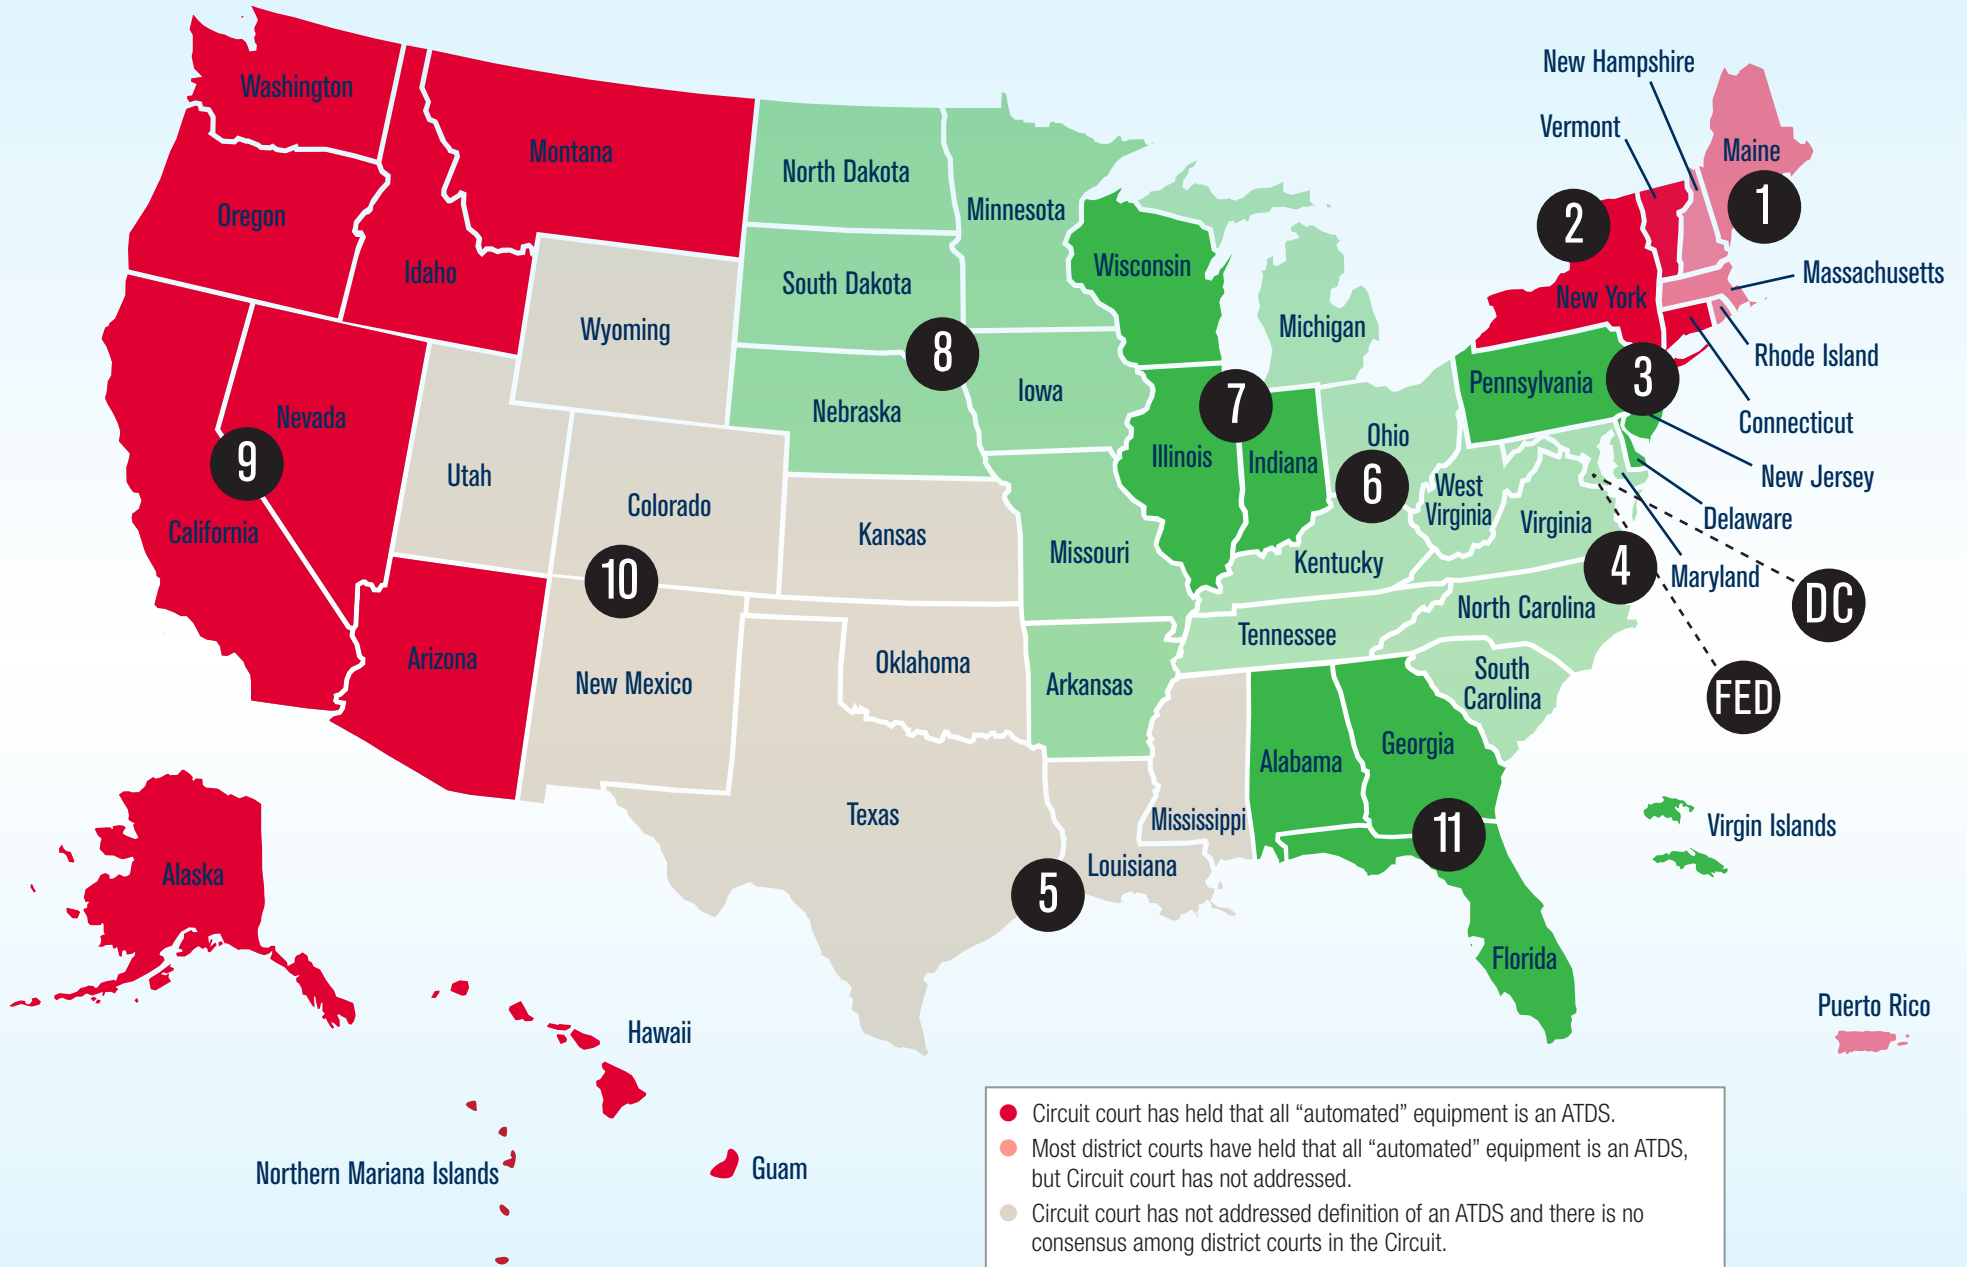 New Hampshire
Vermont
Maine
1
2
Massachusetts
New York
Rhode Island
3
Connecticut
New Jersey
Delaware
Maryland
DC
FED
Washington
Oregon
Idaho
Montana
Wyoming
Nevada
9
California
Utah
Colorado
10
Arizona
New Mexico
North Dakota
South Dakota
Nebraska
Kansas
Oklahoma
Texas
8
Minnesota
Iowa
Missouri
Arkansas
Louisiana
5
Mississippi
Wisconsin
Illinois
7
Indiana
Michigan
Ohio
6
Kentucky
Tennessee
Pennsylvania
West
Virginia
Virginia
4
North Carolina
South
Carolina
Alabama
Georgia
11
Florida
Virgin Islands
Puerto Rico
Alaska
Hawaii
Northern Mariana Islands
Guam
Circuit court has held that all “automated” equipment is an ATDS.
Most district courts have held that all “automated” equipment is an ATDS,
but Circuit court has not addressed.
Circuit court has not addressed definition of an ATDS and there is no
consensus among district courts in the Circuit.